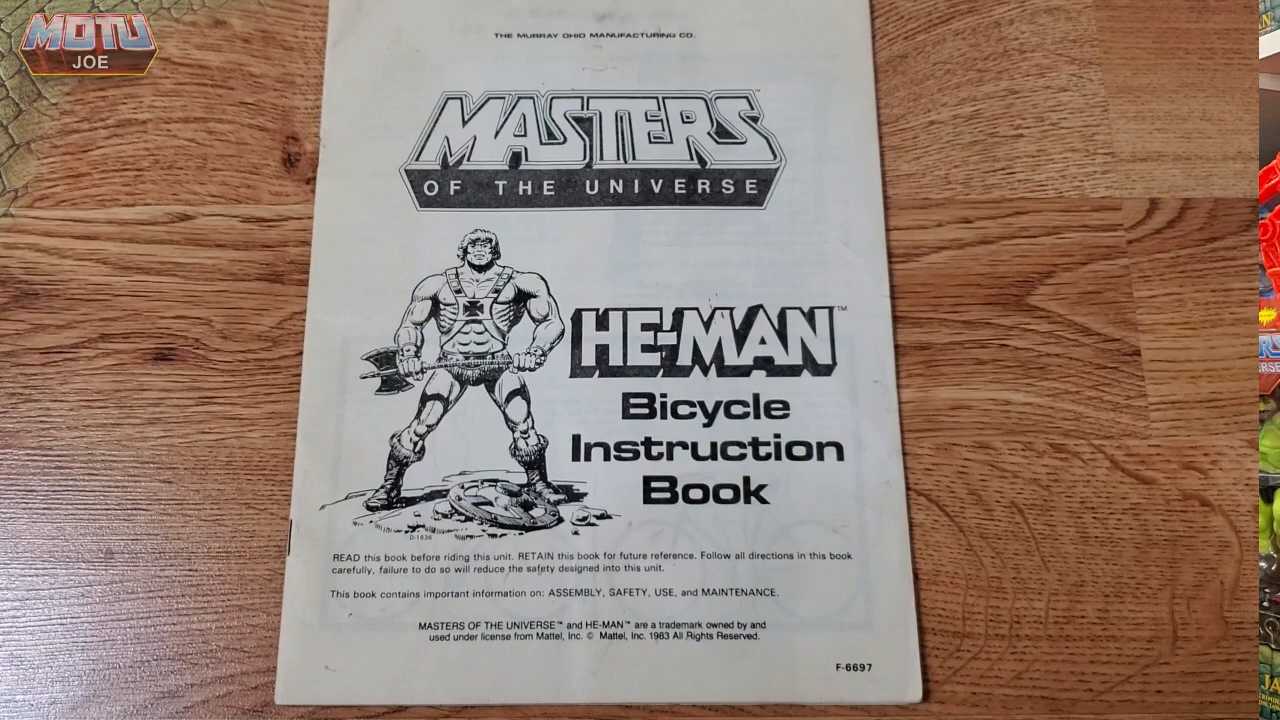 MOTU
JOE
THE MURRAY OHIO MANUFACTURING CO.
MASTERS™
OF THE UNIVERSE
HE-MAN™
Bicycle
Instruction
Book
D-1636
READ this book before riding this unit. RETAIN this book for future reference. Follow all directions in this book
carefully, failure to do so will reduce the safety designed into this unit.
This book contains important information on: ASSEMBLY, SAFETY, USE, and MAINTENANCE.
MASTERS OF THE UNIVERSE™ and HE-MAN™ are a trademark owned by and
used under license from Mattel, Inc. © Mattel, Inc. 1983 All Rights Reserved.
F-6697